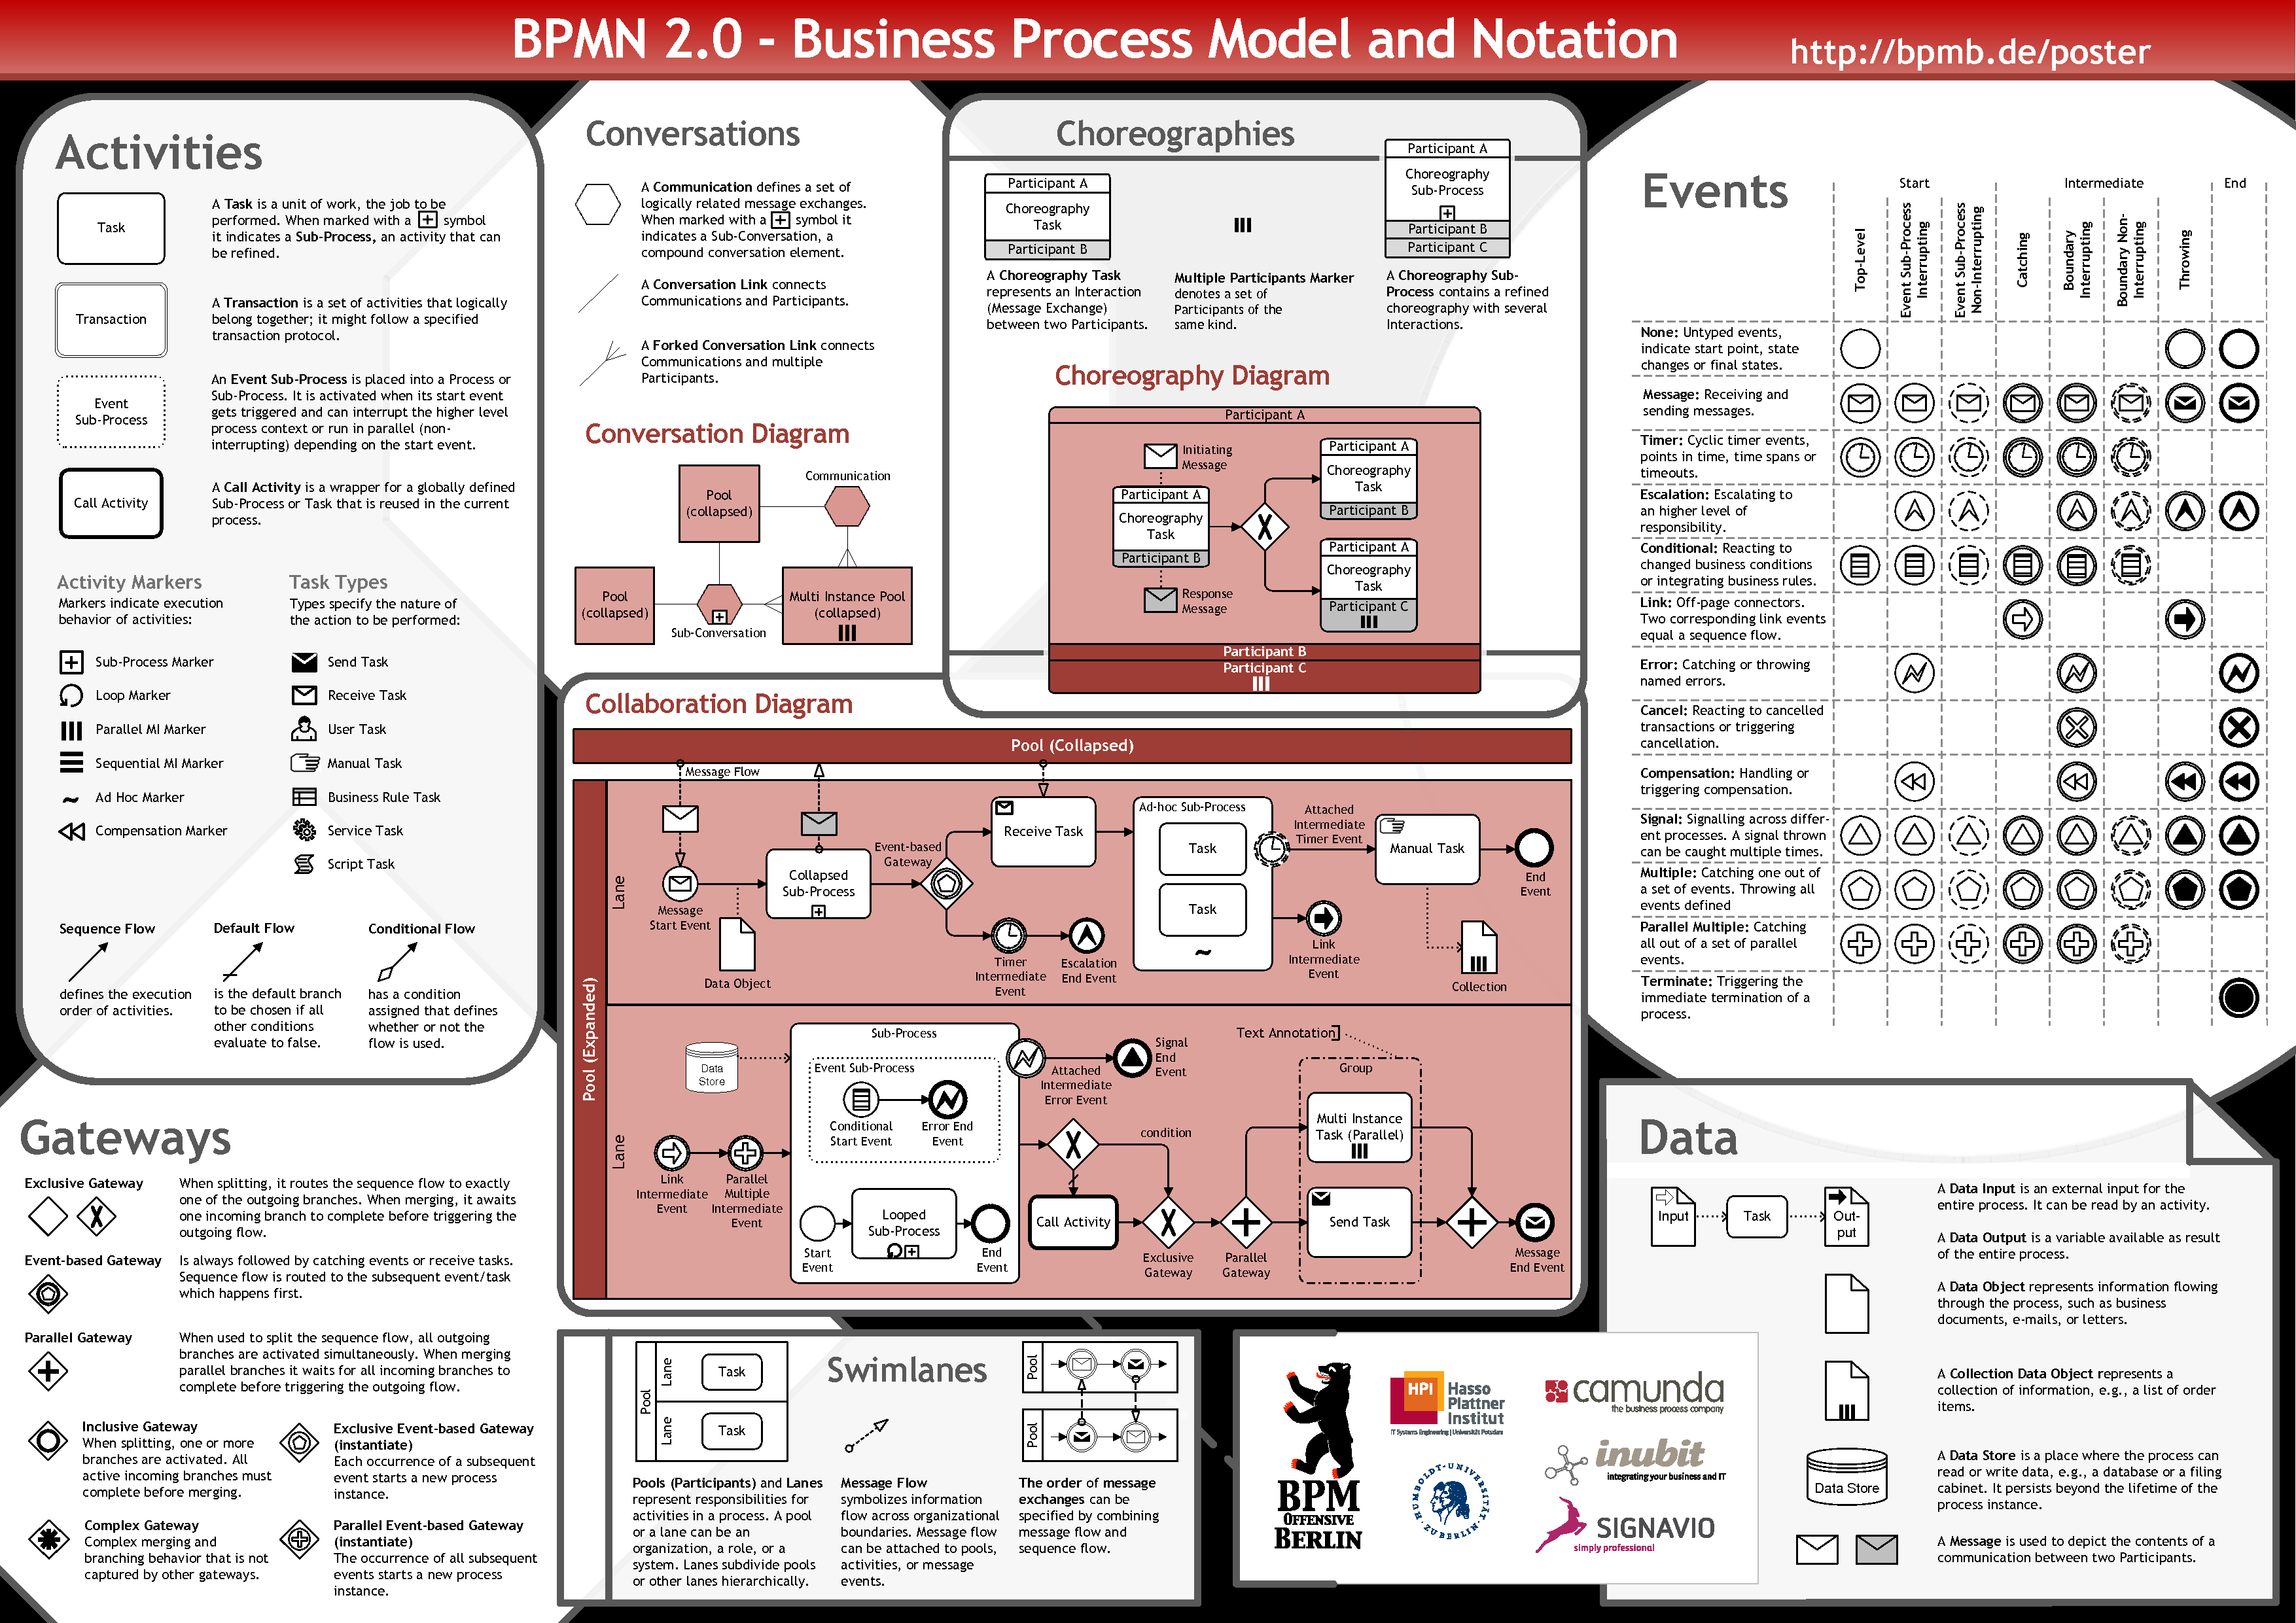 BPMN 2.0 - Business Process Model and Notation
http://bpmb.de/poster
Activities
Task
A Task is a unit of work, the job to be
performed. When marked with a symbol
it indicates a Sub-Process, an activity that can
be refined.
Transaction
A Transaction is a set of activities that logically
belong together; it might follow a specified
transaction protocol.
Event
Sub-Process
An Event Sub-Process is placed into a Process or
Sub-Process. It is activated when its start event
gets triggered and can interrupt the higher level
process context or run in parallel (non-
interrupting) depending on the start event.
Call Activity
A Call Activity is a wrapper for a globally defined
Sub-Process or Task that is reused in the current
process.
Activity Markers
Markers indicate execution
behavior of activities:
Sub-Process Marker
Loop Marker
Parallel MI Marker
Sequential MI Marker
Ad Hoc Marker
Compensation Marker
Task Types
Types specify the nature of
the action to be performed:
Send Task
Receive Task
User Task
Manual Task
Business Rule Task
Service Task
Script Task
Sequence Flow
defines the execution
order of activities.
Default Flow
is the default branch
to be chosen if all
other conditions
evaluate to false.
Conditional Flow
has a condition
assigned that defines
whether or not the
flow is used.
Gateways
Exclusive Gateway
When splitting, it routes the sequence flow to exactly
one of the outgoing branches. When merging, it awaits
one incoming branch to complete before triggering the
outgoing flow.
Event-based Gateway
Is always followed by catching events or receive tasks.
Sequence flow is routed to the subsequent event/task
which happens first.
Parallel Gateway
When used to split the sequence flow, all outgoing
branches are activated simultaneously. When merging
parallel branches it waits for all incoming branches to
complete before triggering the outgoing flow.
Inclusive Gateway
When splitting, one or more
branches are activated. All
active incoming branches must
complete before merging.
Exclusive Event-based Gateway
(instantiate)
Each occurrence of a subsequent
event starts a new process
instance.
Complex Gateway
Complex merging and
branching behavior that is not
captured by other gateways.
Parallel Event-based Gateway
(instantiate)
The occurrence of all subsequent
events starts a new process
instance.
Conversations
A Communication defines a set of
logically related message exchanges.
When marked with a symbol it
indicates a Sub-Conversation, a
compound conversation element.
A Conversation Link connects
Communications and Participants.
A Forked Conversation Link connects
Communications and multiple
Participants.
Conversation Diagram
Pool
(collapsed)
Communication
Pool
(collapsed)
Sub-Conversation
Multi Instance Pool
(collapsed)
Choreographies
Participant A
Choreography
Task
Participant B
A Choreography Task
represents an Interaction
(Message Exchange)
between two Participants.
Multiple Participants Marker
denotes a set of
Participants of the
same kind.
Participant A
Choreography
Sub-Process
Participant B
Participant C
A Choreography Sub-
Process contains a refined
choreography with several
Interactions.
Choreography Diagram
Participant A
Initiating
Message
Participant A
Choreography
Task
Participant B
Response
Message
Participant A
Choreography
Task
Participant B
Participant A
Choreography
Task
Participant C
Participant B
Participant C
Collaboration Diagram
Pool (Collapsed)
Message Flow
Pool (Expanded)
Lane
Message
Start Event
Data Object
Collapsed
Sub-Process
Event-based
Gateway
Receive Task
Timer
Intermediate
Event
Escalation
End Event
Ad-hoc Sub-Process
Task
Task
Attached
Intermediate
Timer Event
Link
Intermediate
Event
Manual Task
Collection
End
Event
Lane
Data
Store
Link
Intermediate
Event
Parallel
Multiple
Intermediate
Event
Sub-Process
Event Sub-Process
Conditional
Start Event
Error End
Event
Start
Event
Looped
Sub-Process
End
Event
Attached
Intermediate
Error Event
Signal
End
Event
condition
Call Activity
Exclusive
Gateway
Parallel
Gateway
Text Annotation
Group
Multi Instance
Task (Parallel)
Send Task
Message
End Event
Swimlanes
Pool
Lane
Task
Lane
Task
Pools (Participants) and Lanes
represent responsibilities for
activities in a process. A pool
or a lane can be an
organization, a role, or a
system. Lanes subdivide pools
or other lanes hierarchically.
Message Flow
symbolizes information
flow across organizational
boundaries. Message flow
can be attached to pools,
activities, or message
events.
Pool
Pool
The order of message
exchanges can be
specified by combining
message flow and
sequence flow.
Events
Start
Intermediate
End
Top-Level
Event Sub-Process
Interrupting
Event Sub-Process
Non-Interrupting
Catching
Boundary
Interrupting
Boundary Non-
Interrupting
Throwing
None: Untyped events,
indicate start point, state
changes or final states.
Message: Receiving and
sending messages.
Timer: Cyclic timer events,
points in time, time spans or
timeouts.
Escalation: Escalating to
an higher level of
responsibility.
Conditional: Reacting to
changed business conditions
or integrating business rules.
Link: Off-page connectors.
Two corresponding link events
equal a sequence flow.
Error: Catching or throwing
named errors.
Cancel: Reacting to cancelled
transactions or triggering
cancellation.
Compensation: Handling or
triggering compensation.
Signal: Signalling across differ-
ent processes. A signal thrown
can be caught multiple times.
Multiple: Catching one out of
a set of events. Throwing all
events defined
Parallel Multiple: Catching
all out of a set of parallel
events.
Terminate: Triggering the
immediate termination of a
process.
Data
Input
Task
Out-
put
A Data Input is an external input for the
entire process. It can be read by an activity.
A Data Output is a variable available as result
of the entire process.
A Data Object represents information flowing
through the process, such as business
documents, e-mails, or letters.
A Collection Data Object represents a
collection of information, e.g., a list of order
items.
Data Store
A Data Store is a place where the process can
read or write data, e.g., a database or a filing
cabinet. It persists beyond the lifetime of the
process instance.
A Message is used to depict the contents of a
communication between two Participants.
BPM
OFFENSIVE
BERLIN
HPI
Hasso
Plattner
Institut
IT Systems Engineering | Universität Potsdam
camunda
the business process company
inubit
integrating your business and IT
HUMBOLDT-UNIVERSITÄT
ZU BERLIN
SIGNAVIO
simply professional